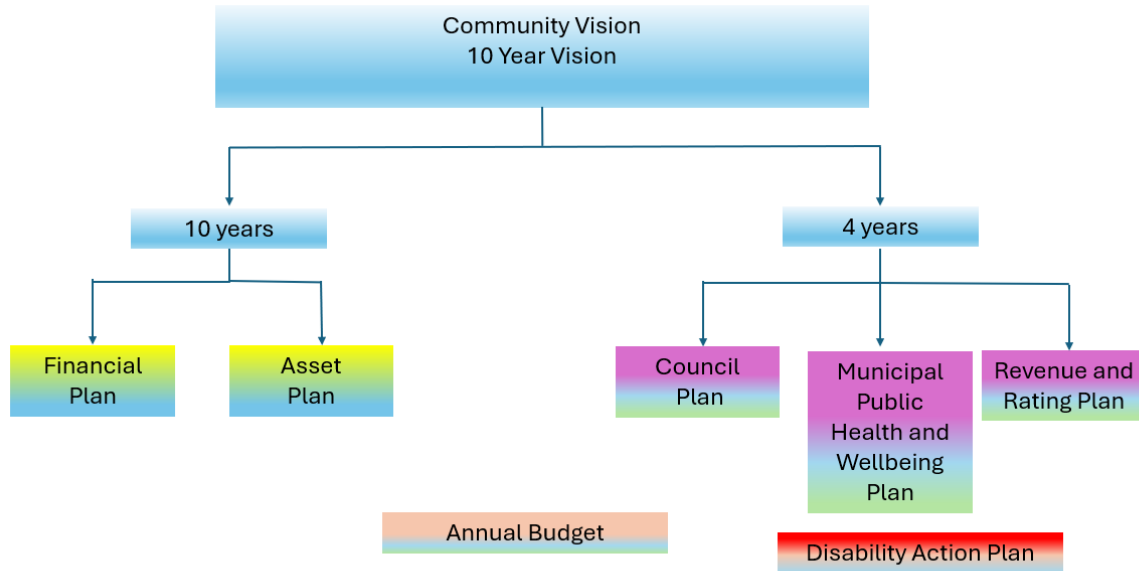 Community Vision
10 Year Vision
10 years
4 years
Financial
Plan
Asset
Plan
Council
Plan
Municipal
Public
Health and
Wellbeing
Plan
Revenue and
Rating Plan
Annual Budget
Disability Action Plan